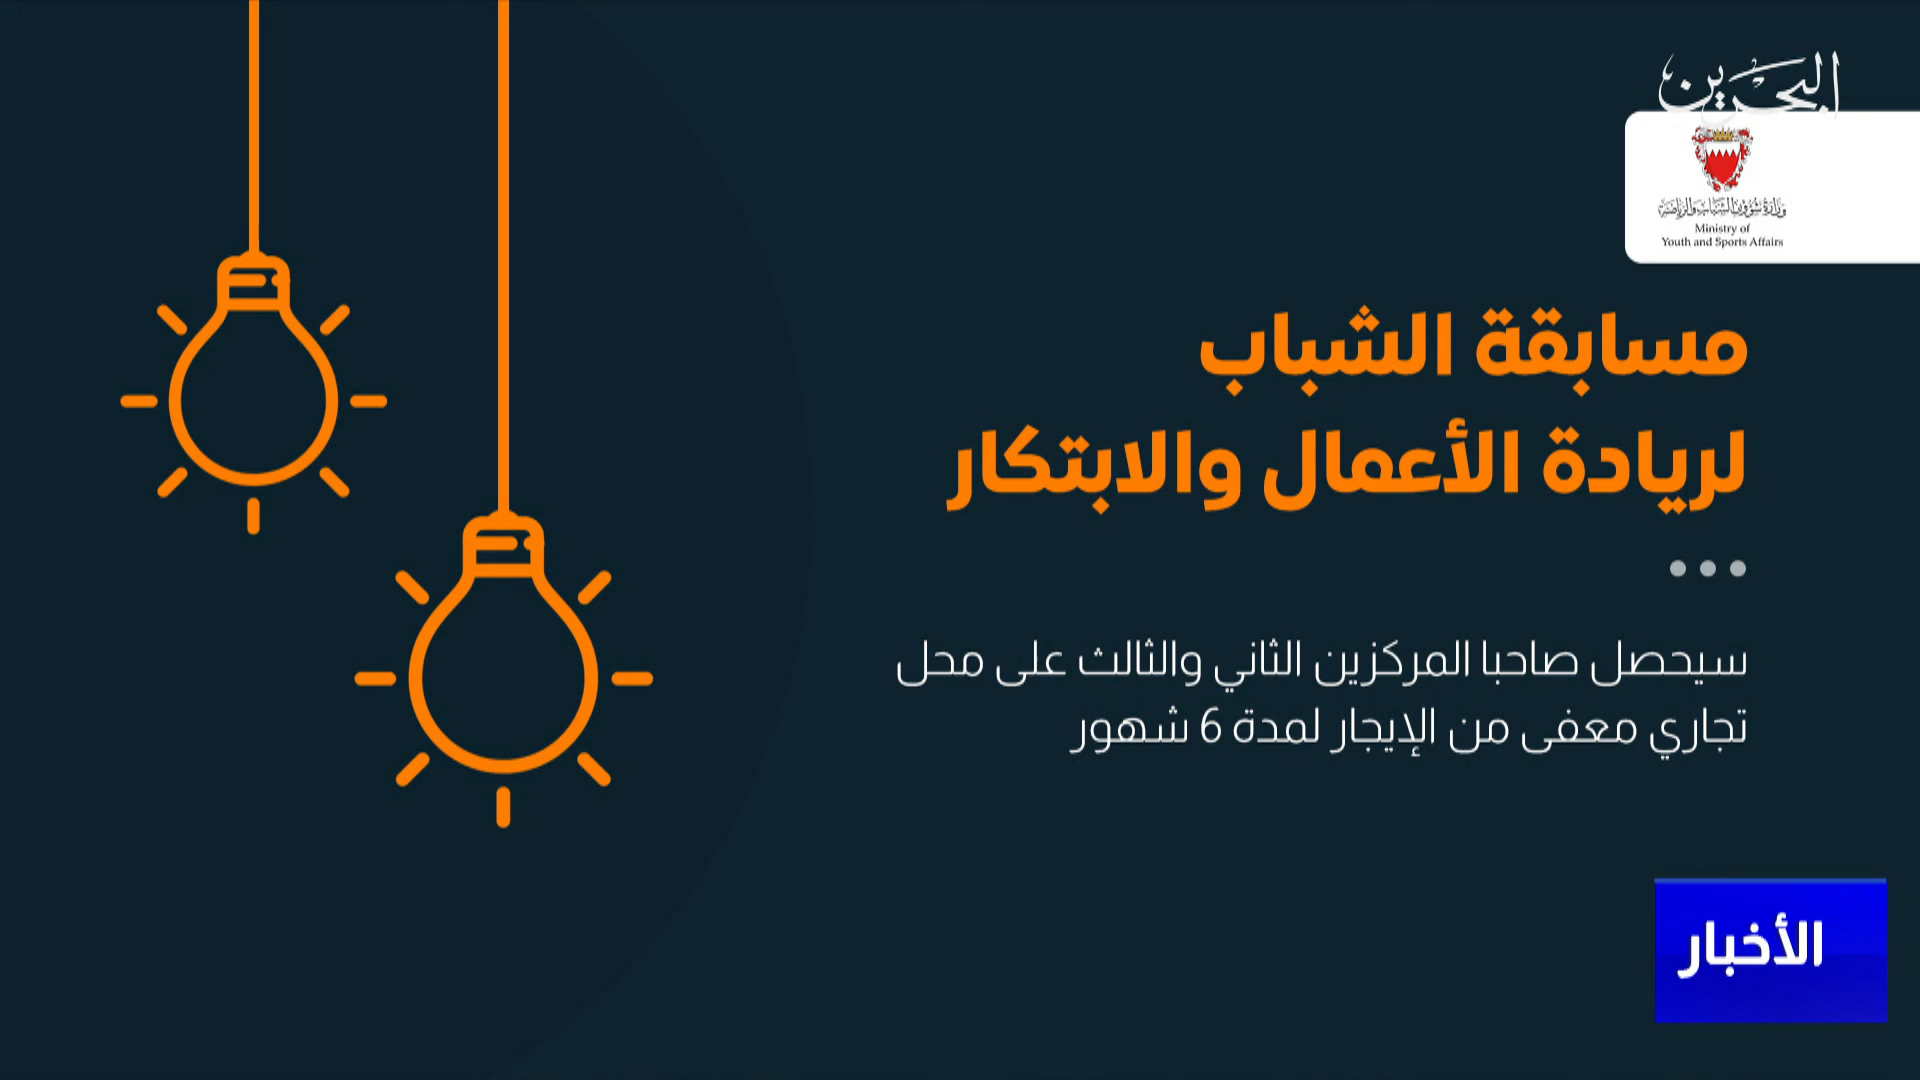 البحرين
وزارة شؤون الشباب والرياضة
Ministry of
Youth and Sports Affairs
مسابقة الشباب
لريادة الأعمال والابتكار
سيحصل صاحبا المركزين الثاني والثالث على محل
تجاري معفى من الإيجار لمدة 6 شهور
الأخبار